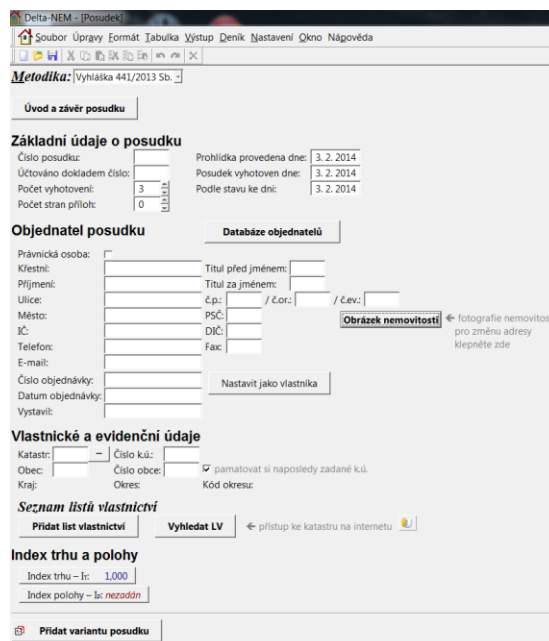 Delta-NEM - [Posudek]
Soubor Úpravy Formát Tabulka Výstup Deník Nastavení Okno Nápověda
Metodika: Vyhláška 441/2013 Sb.
Úvod a závěr posudku
Základní údaje o posudku
Číslo posudku: Prohlídka provedena dne: 3. 2. 2014
Účtováno dokladem číslo: Posudek vyhotoven dne: 3. 2. 2014
Počet vyhotovení: 3 Podle stavu ke dni: 3. 2. 2014
Počet stran příloh: 0
Objednatel posudku Databáze objednatelů
Právnická osoba:
Křestní: Titul před jménem:
Příjmení: Titul za jménem:
Ulice: č.p.: / č.or.: / č.ev.:
Město: PSČ: Obrázek nemovitosti ← fotografie nemovitos
IČ: DIČ: pro změnu adresy
Telefon: Fax: klepněte zde
E-mail:
Číslo objednávky: Nastavit jako vlastníka
Datum objednávky:
Vystavil:
Vlastnické a evidenční údaje
Katastr: – Číslo k.ú.:
Obec: Číslo obce: pamatovat si naposledy zadané k.ú.
Kraj: Okres: Kód okresu:
Seznam listů vlastnictví
Přidat list vlastnictví Vyhledat LV ← přístup ke katastru na internetu
Index trhu a polohy
Index trhu – Iт: 1,000
Index polohy – Iᴘ: nezadán
Přidat variantu posudku